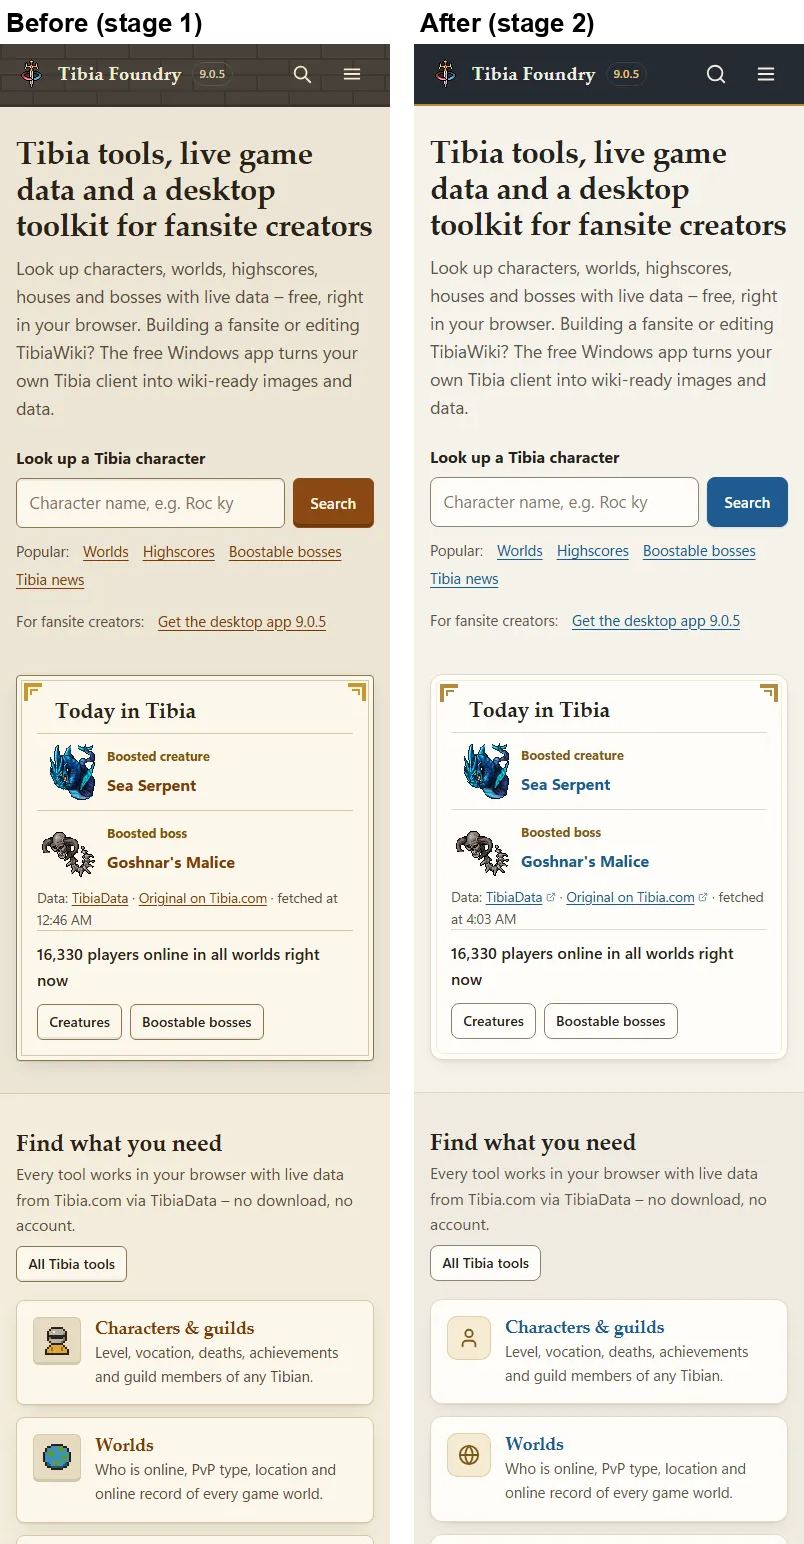 Before (stage 1)
Tibia Foundry 9.0.5
Tibia tools, live game
data and a desktop
toolkit for fansite creators
Look up characters, worlds, highscores,
houses and bosses with live data – free, right
in your browser. Building a fansite or editing
TibiaWiki? The free Windows app turns your
own Tibia client into wiki-ready images and
data.
Look up a Tibia character
Character name, e.g. Roc ky Search
Popular: Worlds Highscores Boostable bosses
Tibia news
For fansite creators: Get the desktop app 9.0.5
Today in Tibia
Boosted creature
Sea Serpent
Boosted boss
Goshnar's Malice
Data: TibiaData · Original on Tibia.com · fetched at
12:46 AM
16,330 players online in all worlds right
now
Creatures Boostable bosses
Find what you need
Every tool works in your browser with live data
from Tibia.com via TibiaData – no download, no
account.
All Tibia tools
Characters & guilds
Level, vocation, deaths, achievements
and guild members of any Tibian.
Worlds
Who is online, PvP type, location and
online record of every game world.
After (stage 2)
Tibia Foundry 9.0.5
Tibia tools, live game
data and a desktop
toolkit for fansite creators
Look up characters, worlds, highscores,
houses and bosses with live data – free, right
in your browser. Building a fansite or editing
TibiaWiki? The free Windows app turns your
own Tibia client into wiki-ready images and
data.
Look up a Tibia character
Character name, e.g. Roc ky Search
Popular: Worlds Highscores Boostable bosses
Tibia news
For fansite creators: Get the desktop app 9.0.5
Today in Tibia
Boosted creature
Sea Serpent
Boosted boss
Goshnar's Malice
Data: TibiaData · Original on Tibia.com · fetched
at 4:03 AM
16,330 players online in all worlds right
now
Creatures Boostable bosses
Find what you need
Every tool works in your browser with live data
from Tibia.com via TibiaData – no download, no
account.
All Tibia tools
Characters & guilds
Level, vocation, deaths, achievements
and guild members of any Tibian.
Worlds
Who is online, PvP type, location and
online record of every game world.